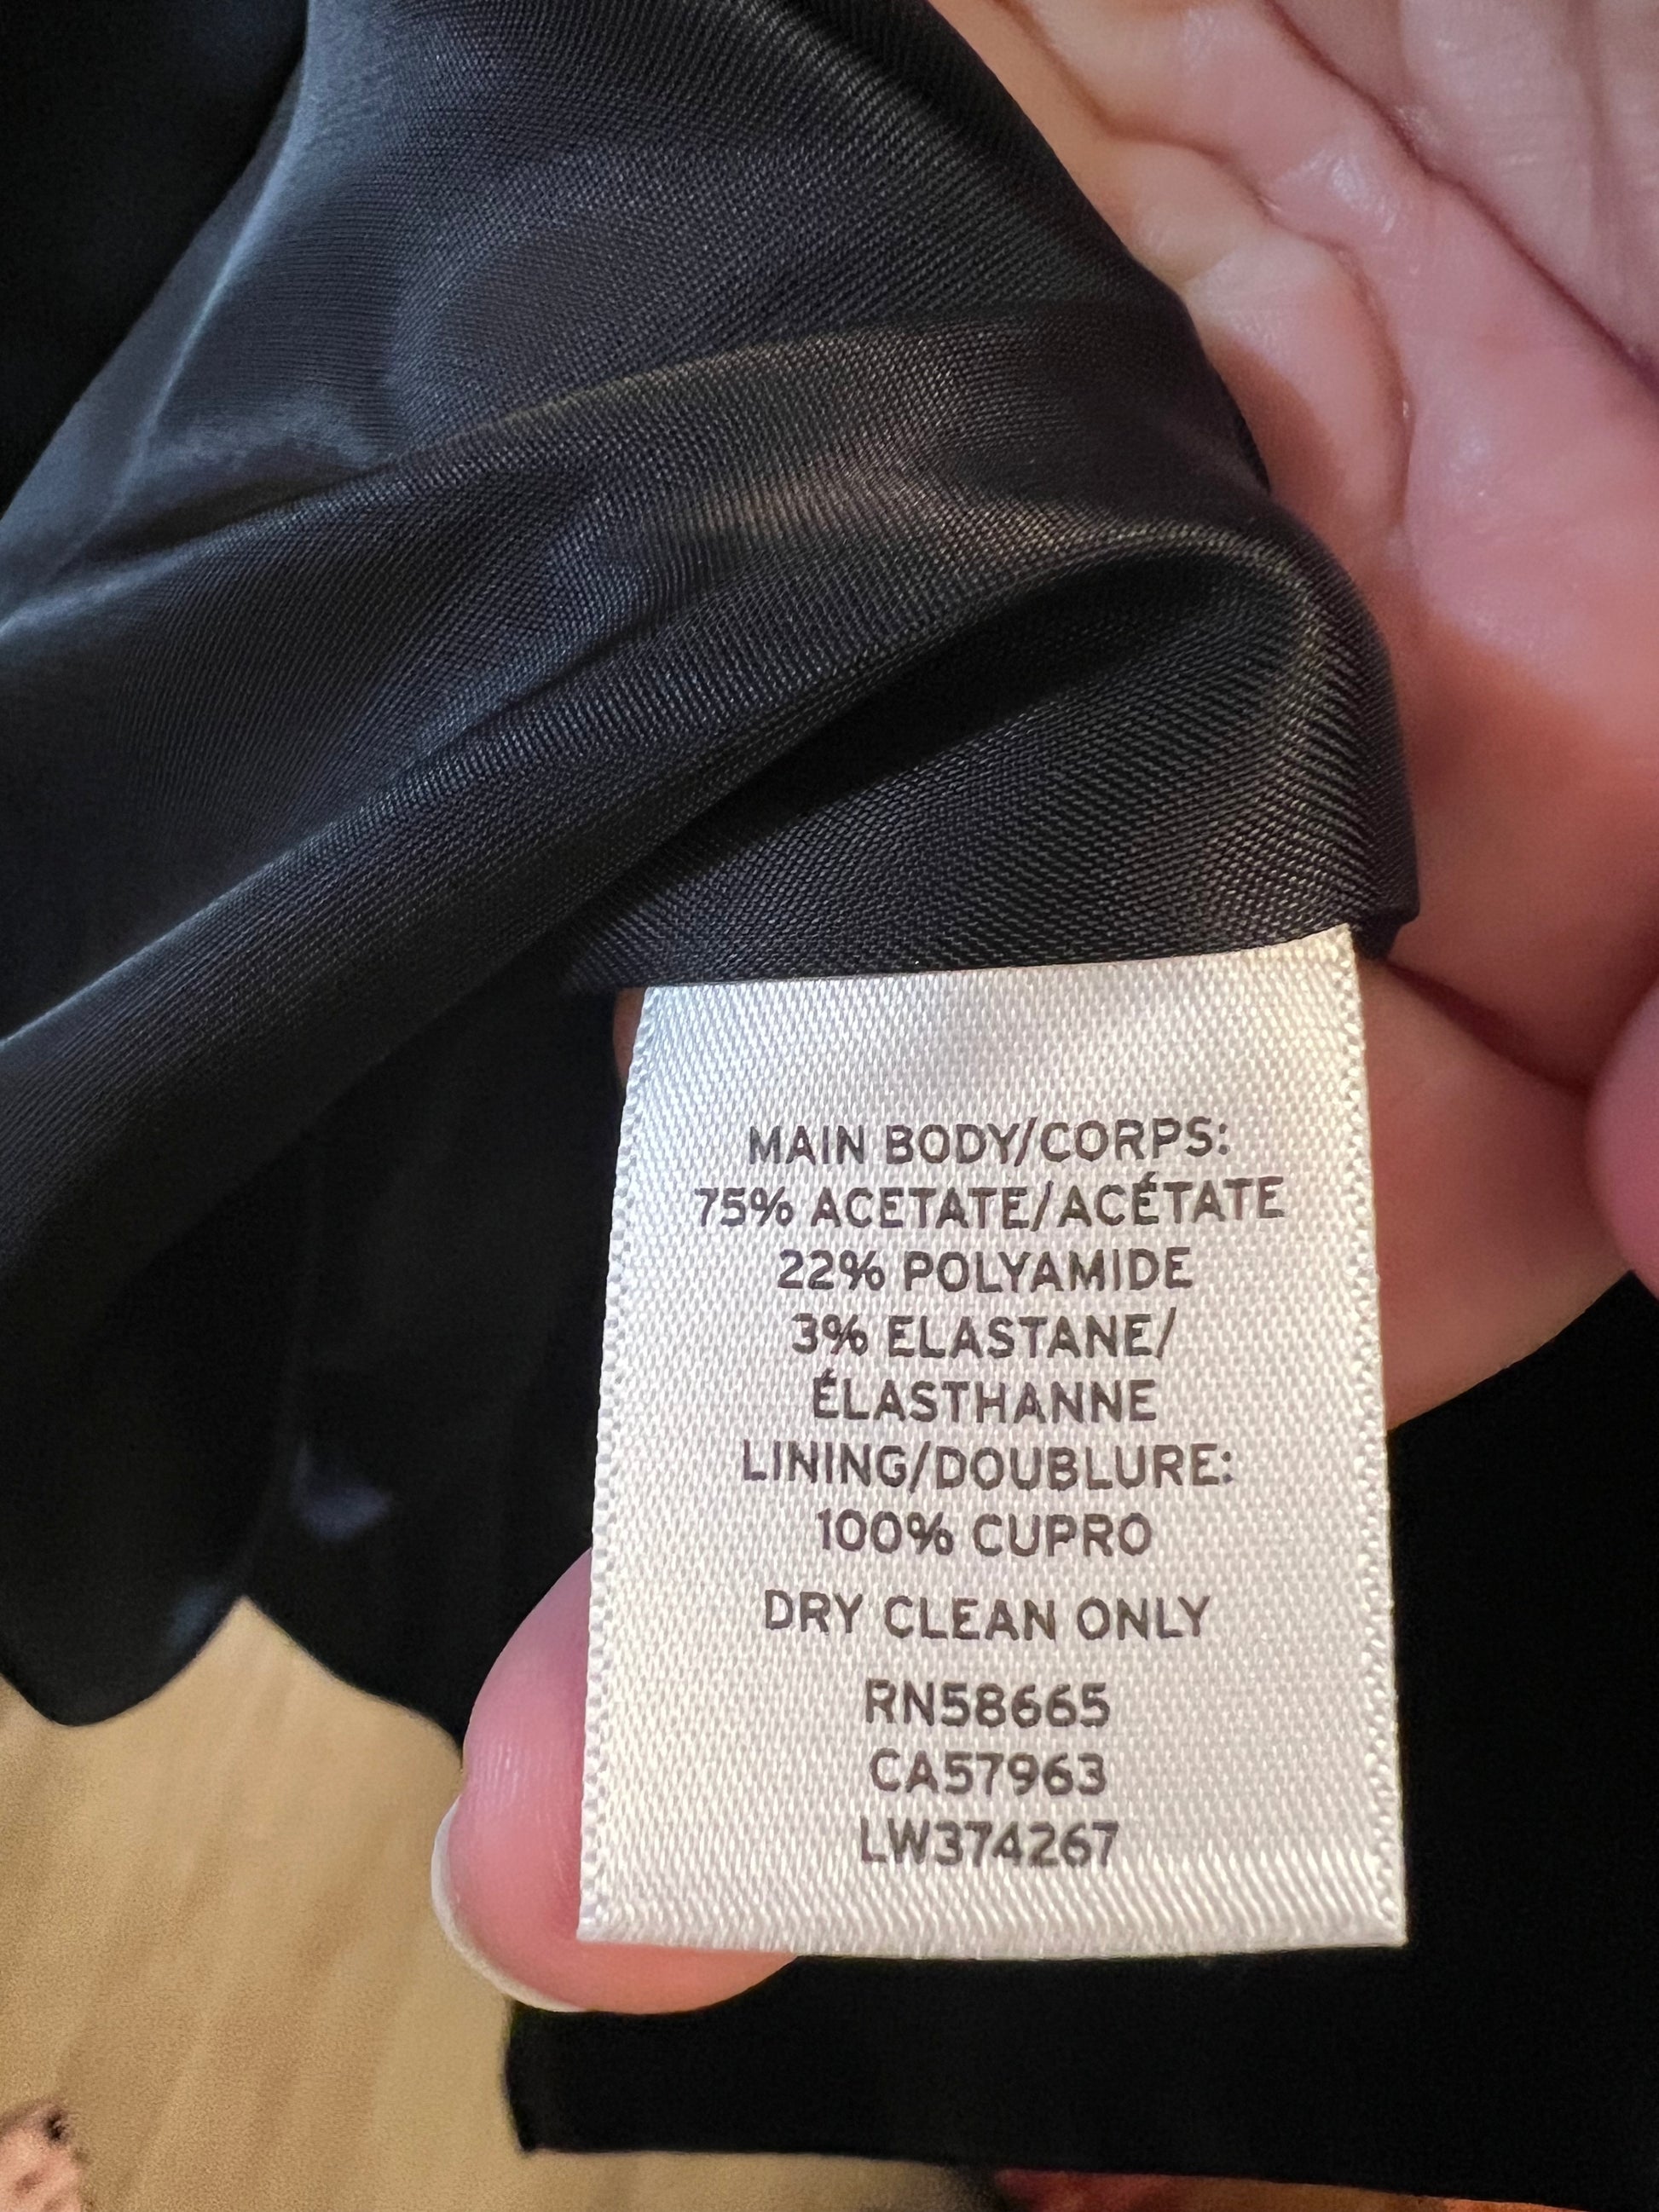 MAIN BODY/CORPS:
75% ACETATE/ACÉTATE
22% POLYAMIDE
3% ELASTANE/
ÉLASTHANNE
LINING/DOUBLURE:
100% CUPRO
DRY CLEAN ONLY
RN58665
CA57963
LW374267